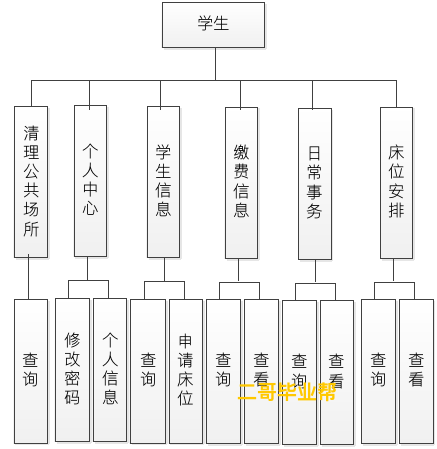 学生
清理公共场所
个人中心
学生信息
缴费信息
日常事务
床位安排
查询
修改密码
个人信息
查询
申请床位
查询
查看
查询
查看
查询
查看
二哥毕业帮